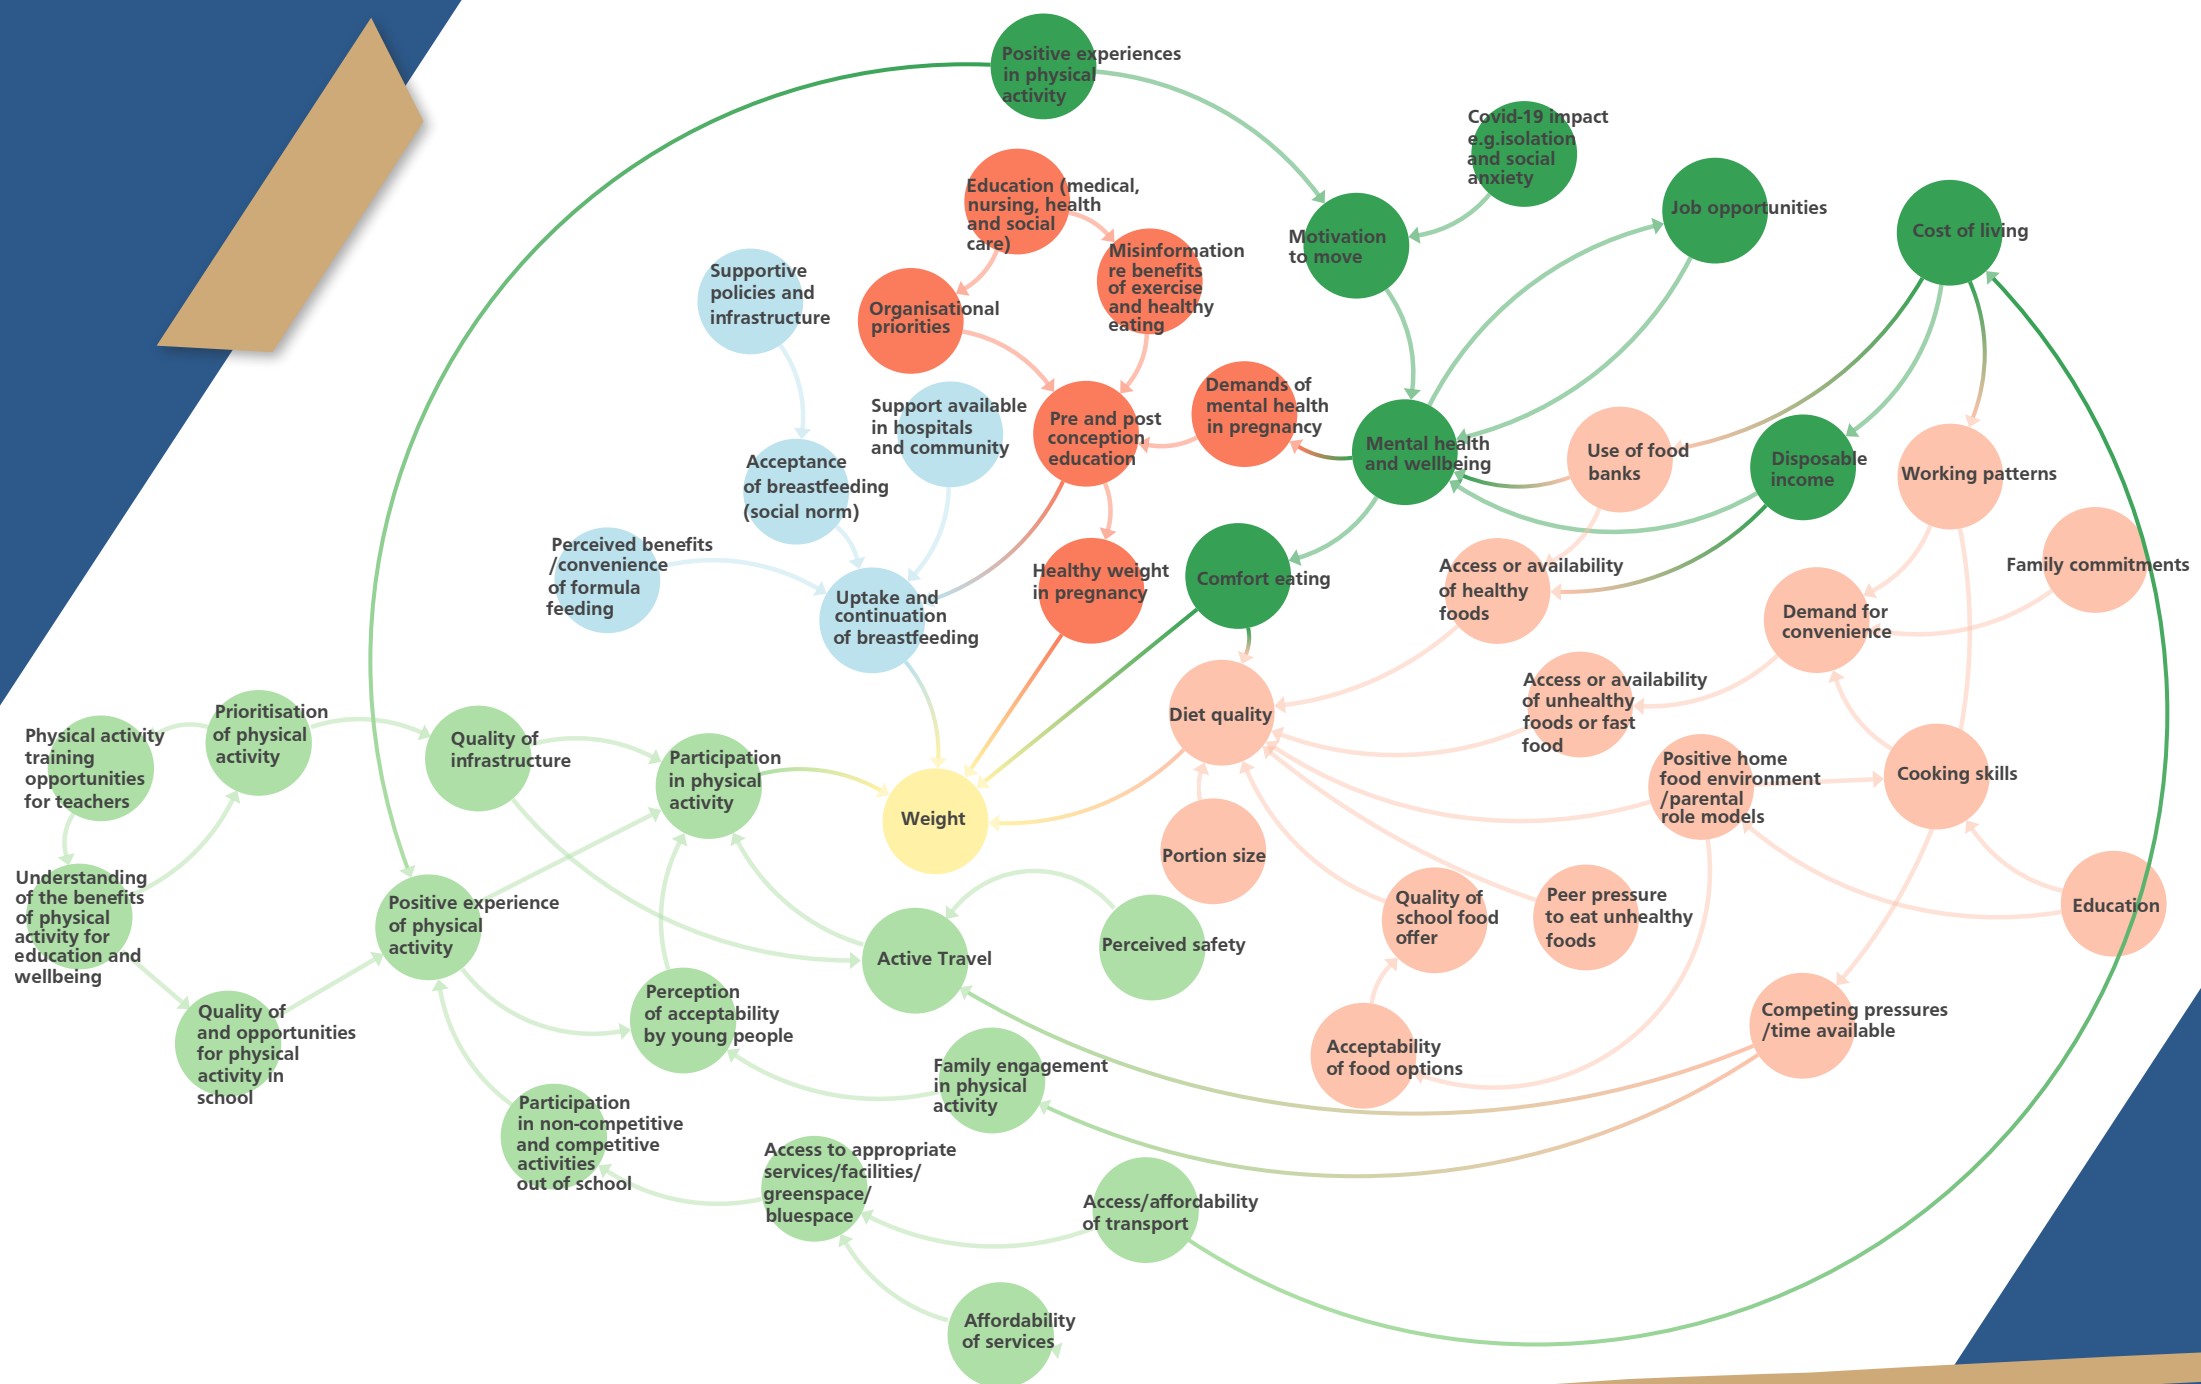 Positive experiences
in physical
activity
Covid-19 impact
e.g.isolation
and social
anxiety
Education (medical,
nursing, health
and social
care)
Job opportunities
Cost of living
Motivation
to move
Misinformation
re benefits
of exercise
and healthy
eating
Supportive
policies and
infrastructure
Organisational
priorities
Demands of
mental health
in pregnancy
Support available
in hospitals
and community
Pre and post
conception
education
Mental health
and wellbeing
Use of food
banks
Disposable
income
Working patterns
Acceptance
of breastfeeding
(social norm)
Perceived benefits
/convenience
of formula
feeding
Uptake and
continuation
of breastfeeding
Healthy weight
in pregnancy
Comfort eating
Access or availability
of healthy
foods
Family commitments
Demand for
convenience
Access or availability
of unhealthy
foods or fast
food
Diet quality
Physical activity
training
opportunities
for teachers
Prioritisation
of physical
activity
Quality of
infrastructure
Participation
in physical
activity
Weight
Positive home
food environment
/parental
role models
Cooking skills
Portion size
Understanding
of the benefits
of physical
activity for
education and
wellbeing
Positive experience
of physical
activity
Active Travel
Perceived safety
Quality of
school food
offer
Peer pressure
to eat unhealthy
foods
Education
Quality of
and opportunities
for physical
activity in
school
Perception
of acceptability
by young people
Family engagement
in physical
activity
Acceptability
of food options
Competing pressures
/time available
Participation
in non-competitive
and competitive
activities
out of school
Access to appropriate
services/facilities/
greenspace/
bluespace
Access/affordability
of transport
Affordability
of services